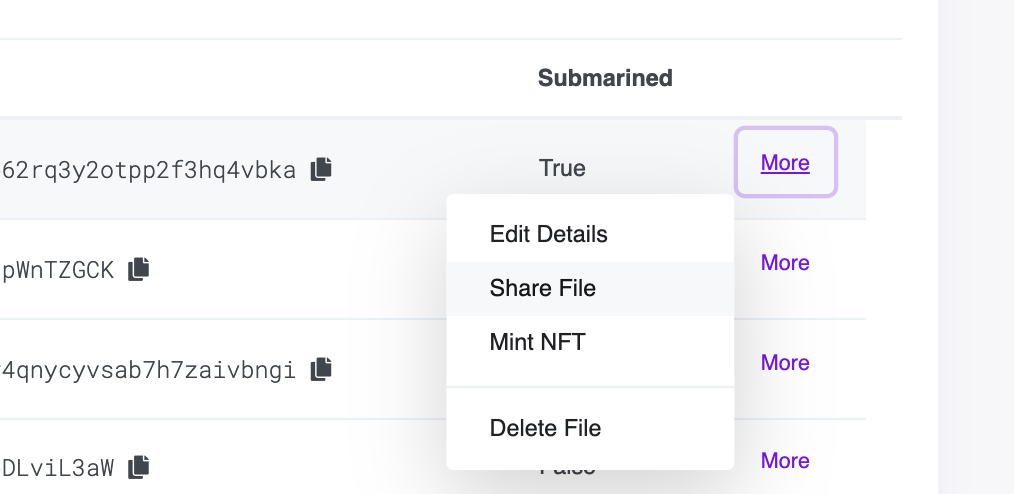 Submarined
62rq3y2otpp2f3hq4vbka True More
Edit Details
pWnTZGCK More
Share File
Mint NFT
4qnycyvsab7h7zaivbngi More
Delete File
DLviL3aW False More